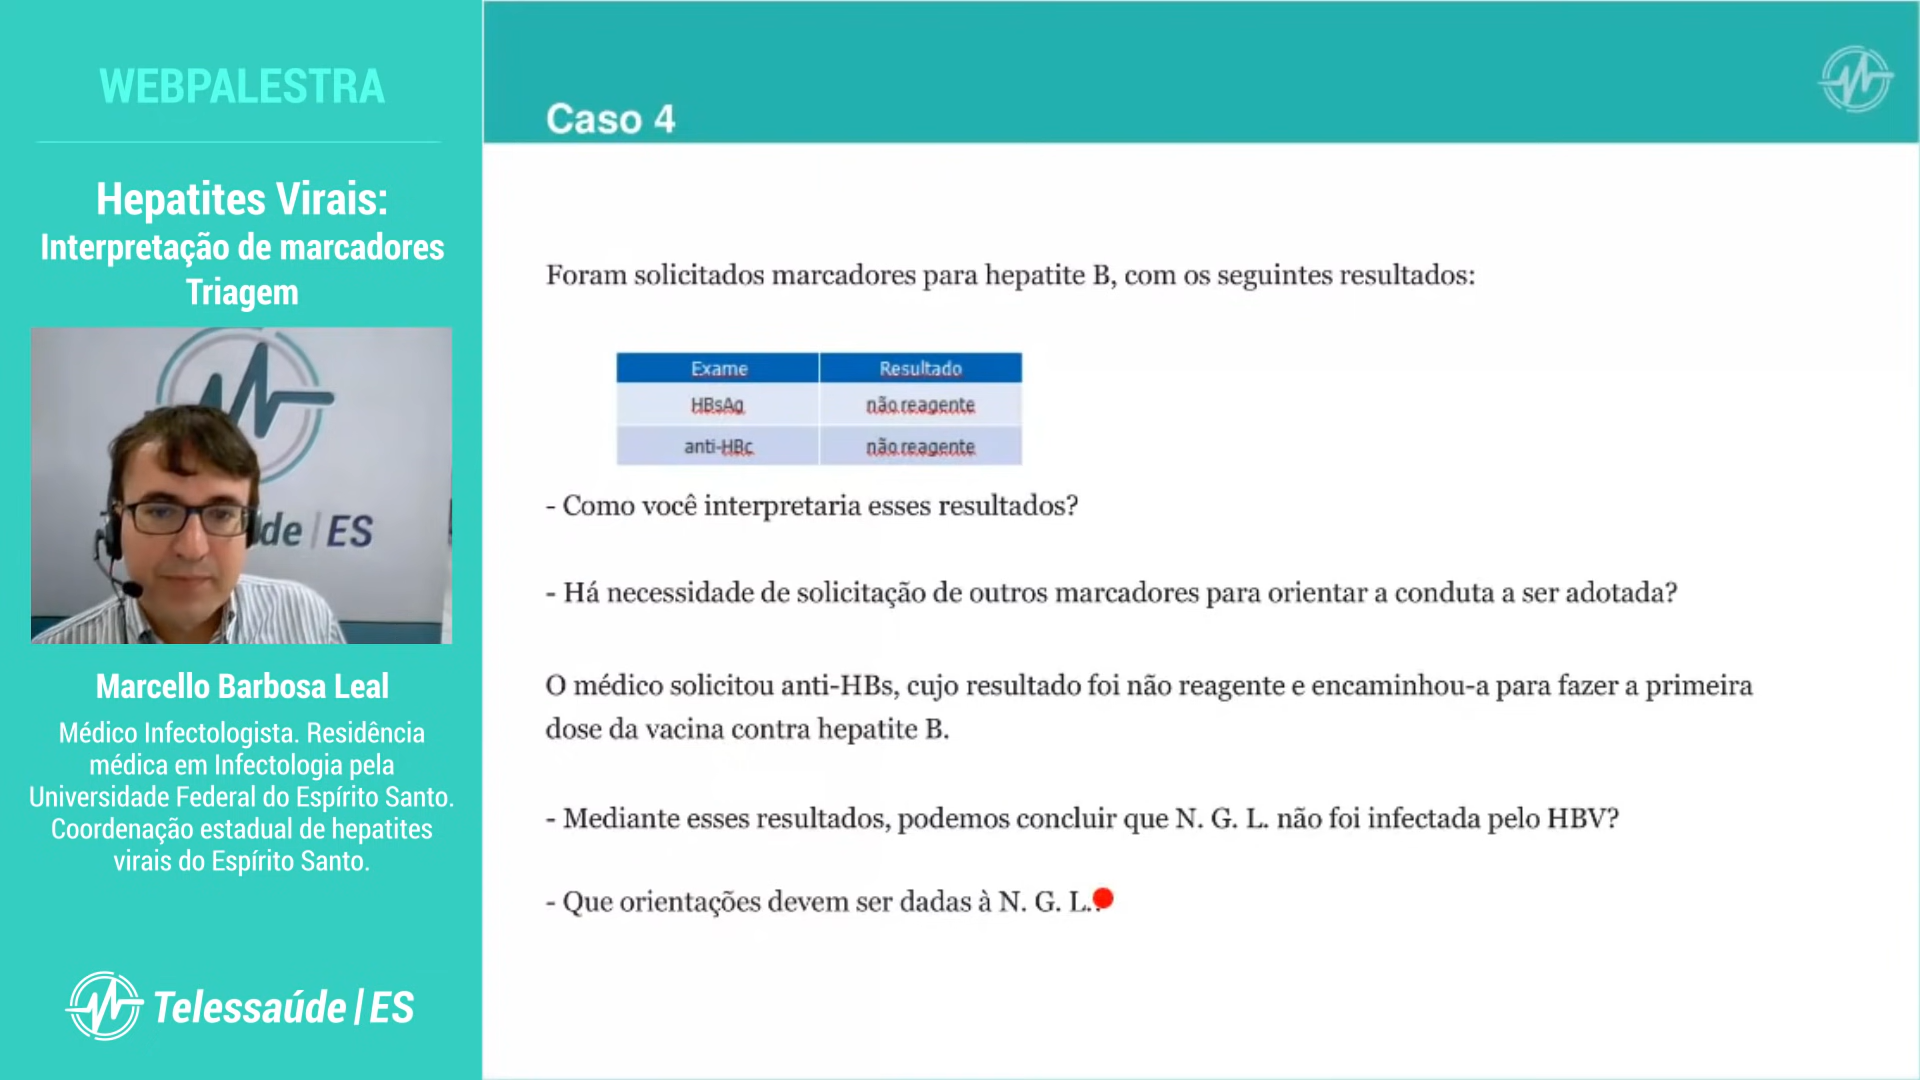 WEBPALESTRA
Hepatites Virais:
Interpretação de marcadores
Triagem
de | ES
Marcello Barbosa Leal
Médico Infectologista. Residência
médica em Infectologia pela
Universidade Federal do Espírito Santo.
Coordenação estadual de hepatites
virais do Espírito Santo.
Telessaúde | ES
Caso 4
Foram solicitados marcadores para hepatite B, com os seguintes resultados:
Exame Resultado
HBsAg não reagente
anti-HBc não reagente
- Como você interpretaria esses resultados?
- Há necessidade de solicitação de outros marcadores para orientar a conduta a ser adotada?
O médico solicitou anti-HBs, cujo resultado foi não reagente e encaminhou-a para fazer a primeira
dose da vacina contra hepatite B.
- Mediante esses resultados, podemos concluir que N. G. L. não foi infectada pelo HBV?
- Que orientações devem ser dadas à N. G. L.